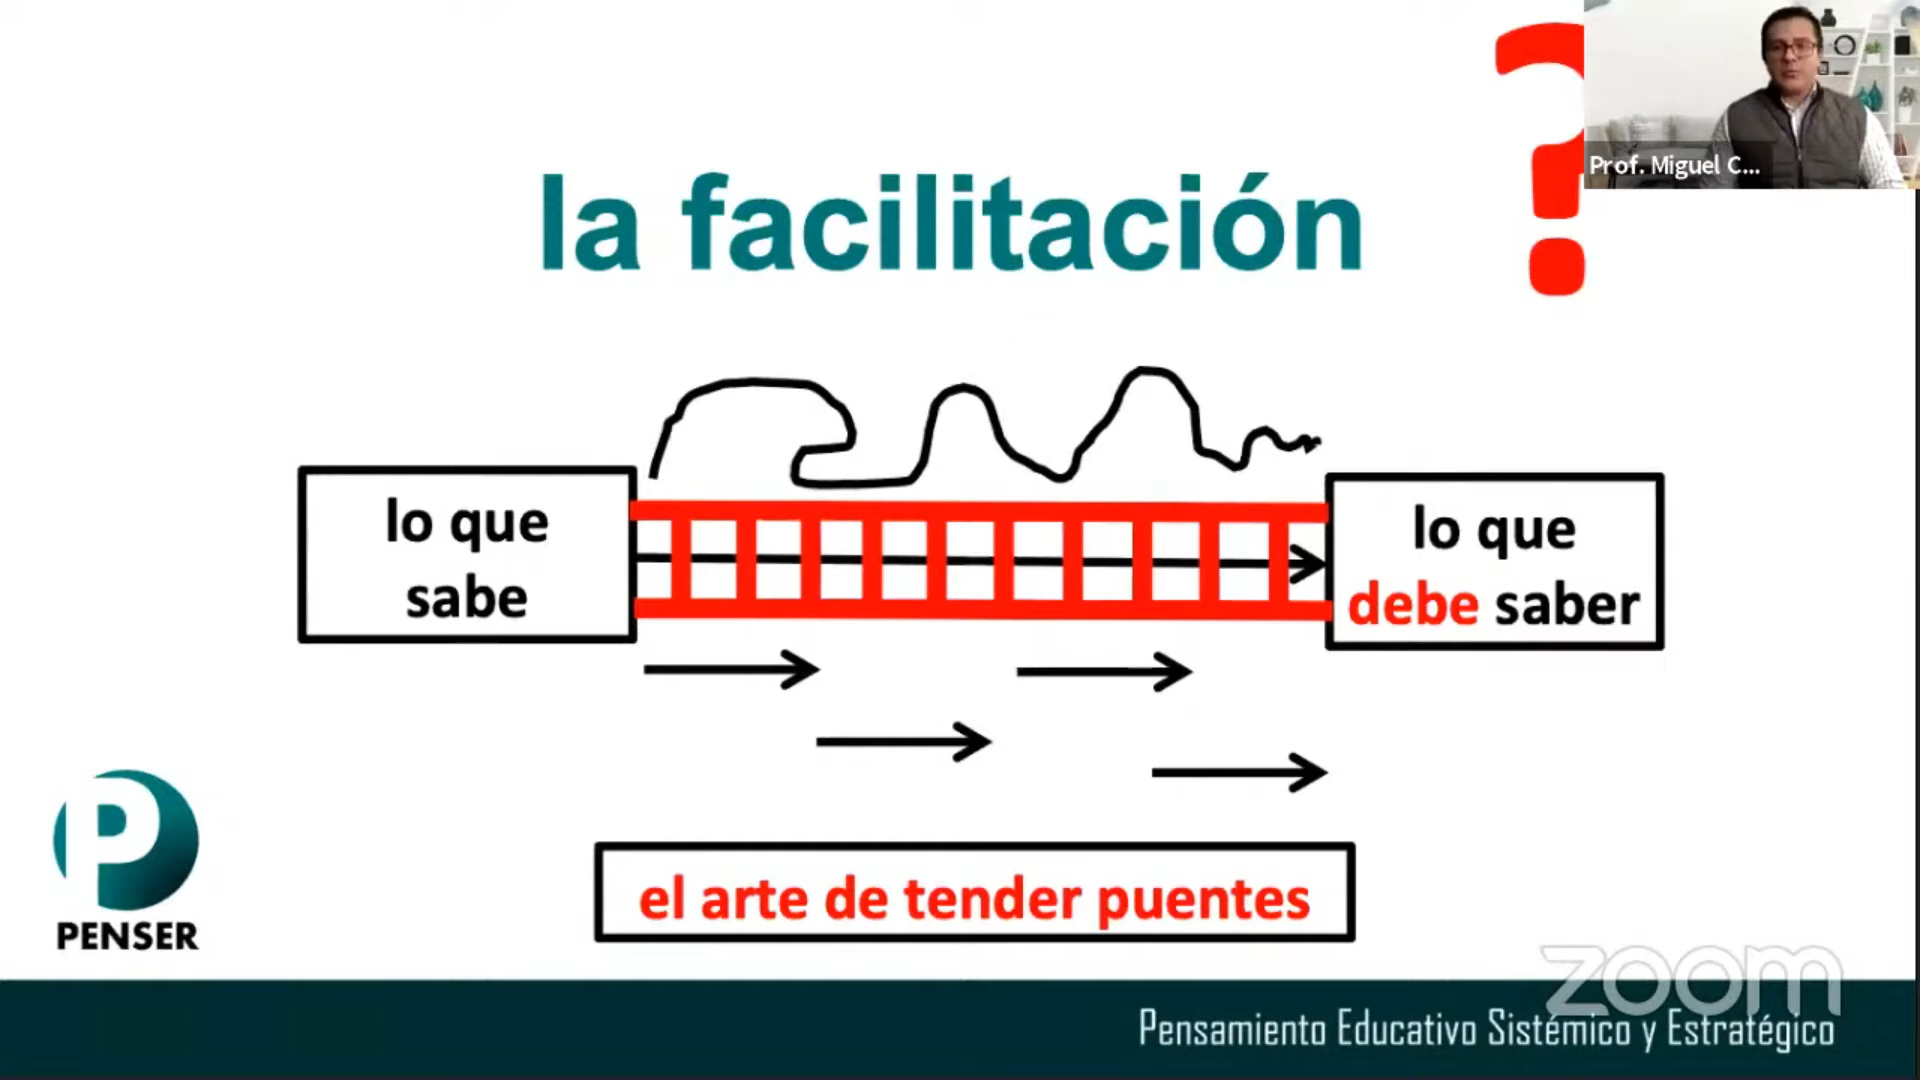 ?
Prof. Miguel C...
la facilitación
lo que
sabe
lo que
debe saber
el arte de tender puentes
P
PENSER
zoom
Pensamiento Educativo Sistémico y Estratégico